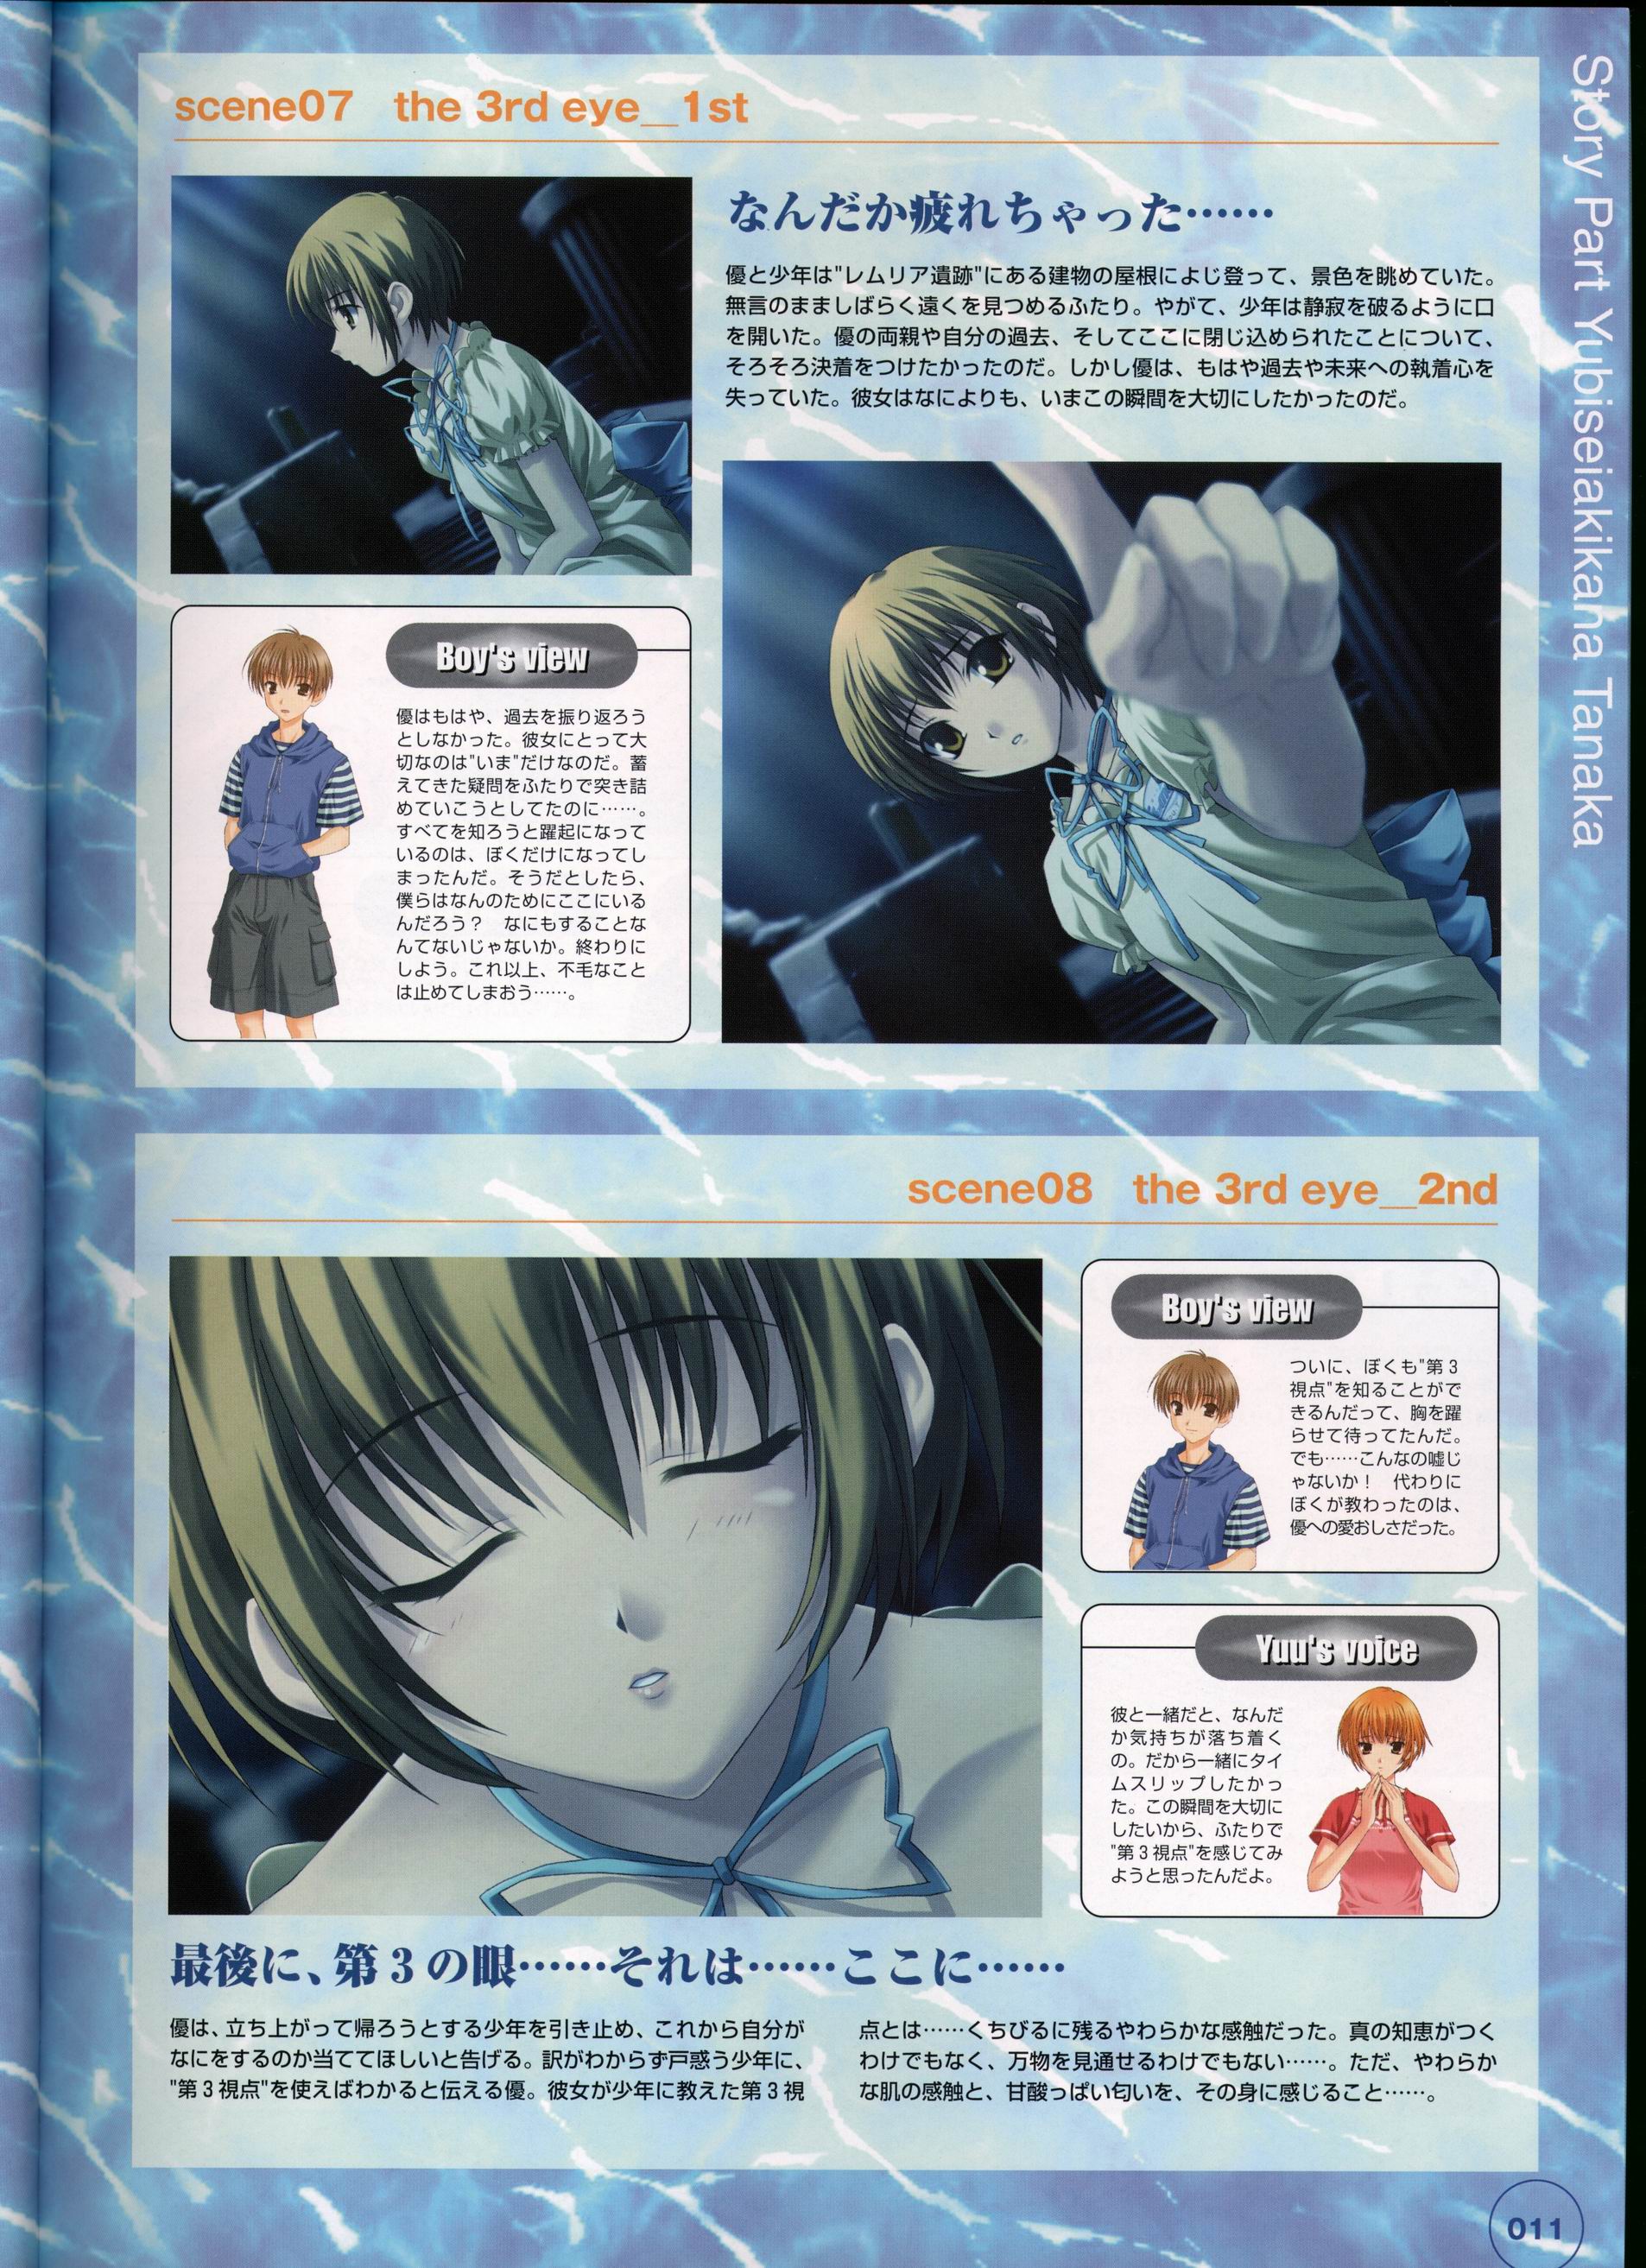 Story Part Yubiseiakikana Tanaka
scene07 the 3rd eye__1st
なんだか疲れちゃった……
優と少年は"レムリア遺跡"にある建物の屋根によじ登って、景色を眺めていた。
無言のまましばらく遠くを見つめるふたり。やがて、少年は静寂を破るように口
を開いた。優の両親や自分の過去、そしてここに閉じ込められたことについて、
そろそろ決着をつけたかったのだ。しかし優は、もはや過去や未来への執着心を
失っていた。彼女はなによりも、いまこの瞬間を大切にしたかったのだ。
Boy's view
優はもはや、過去を振り返ろう
としなかった。彼女にとって大
切なのは"いま"だけなのだ。蓄
えてきた疑問をふたりで突き詰
めていこうとしてたのに……。
すべてを知ろうと躍起になって
いるのは、ぼくだけになってし
まったんだ。そうだとしたら、
僕らはなんのためにここにいる
んだろう？　なにもすることな
んてないじゃないか。終わりに
しよう。これ以上、不毛なこと
は止めてしまおう……。
scene08 the 3rd eye__2nd
Boy's view
ついに、ぼくも"第３
視点"を知ることがで
きるんだって、胸を躍
らせて待ってたんだ。
でも……こんなの嘘じ
ゃないか！　代わりに
ぼくが教わったのは、
優への愛おしさだった。
Yuu's voice
彼と一緒だと、なんだ
か気持ちが落ち着く
の。だから一緒にタイ
ムスリップしたかっ
た。この瞬間を大切に
したいから、ふたりで
"第３視点"を感じてみ
ようと思ったんだよ。
最後に、第３の眼……それは……ここに……
優は、立ち上がって帰ろうとする少年を引き止め、これから自分が
なにをするのか当ててほしいと告げる。訳がわからず戸惑う少年に、
"第３視点"を使えばわかると伝える優。彼女が少年に教えた第３視
点とは……くちびるに残るやわらかな感触だった。真の知恵がつく
わけでもなく、万物を見通せるわけでもない……。ただ、やわらか
な肌の感触と、甘酸っぱい匂いを、その身に感じること……。
011